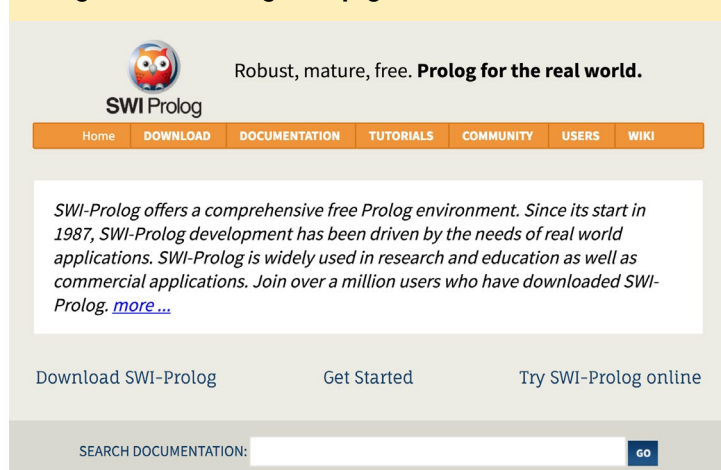 Robust, mature, free. Prolog for the real world.
SWI Prolog
Home DOWNLOAD DOCUMENTATION TUTORIALS COMMUNITY USERS WIKI
SWI-Prolog offers a comprehensive free Prolog environment. Since its start in
1987, SWI-Prolog development has been driven by the needs of real world
applications. SWI-Prolog is widely used in research and education as well as
commercial applications. Join over a million users who have downloaded SWI-
Prolog. more ...
Download SWI-Prolog Get Started Try SWI-Prolog online
SEARCH DOCUMENTATION: GO